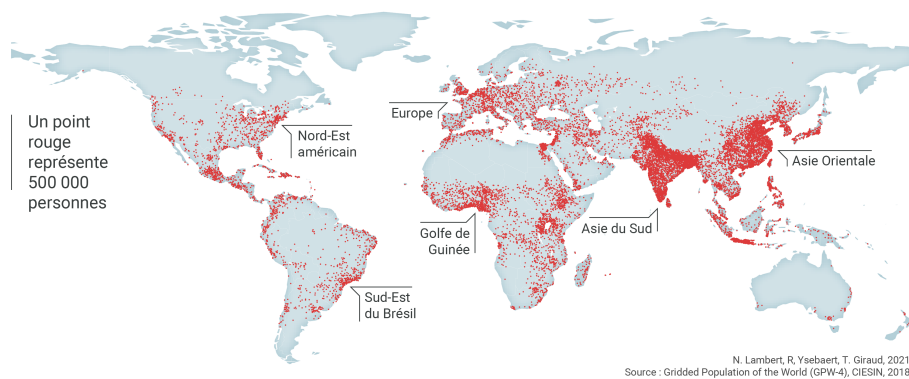 Un point
rouge
représente
500 000
personnes
Nord-Est
américain
Europe
Asie Orientale
Golfe de
Guinée
Asie du Sud
Sud-Est
du Brésil
N. Lambert, R, Ysebaert, T. Giraud, 2021
Source : Gridded Population of the World (GPW-4), CIESIN, 2018